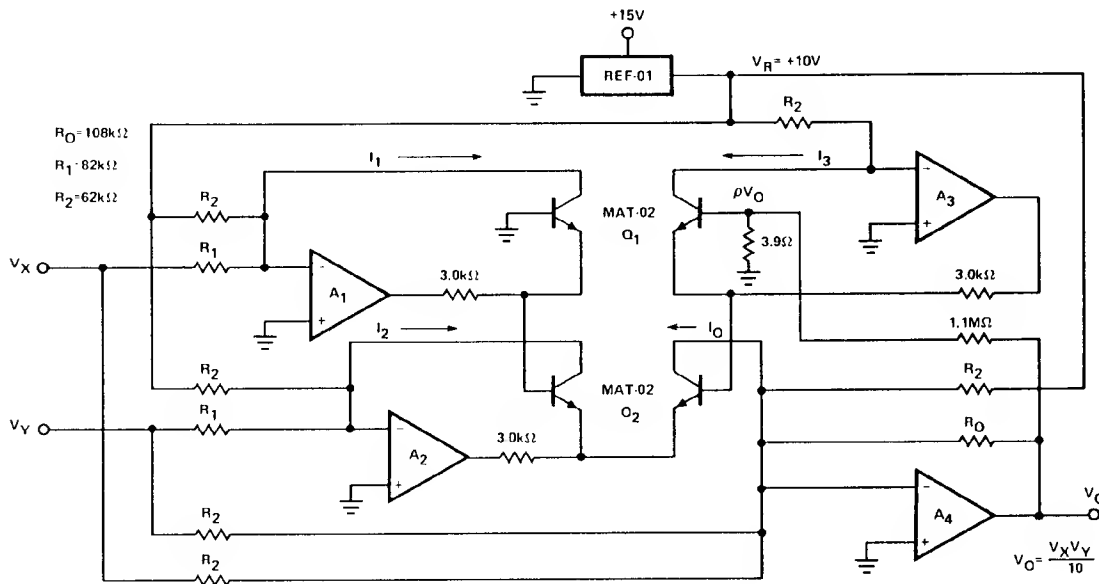 +15V
REF-01
V_R = +10V
R_O=108kΩ
R_1-82kΩ
R_2=62kΩ
R_2
I_1
I_3
R_2
ρV_O
A_3
MAT-02
Q_1
3.9Ω
R_1
V_X
3.0kΩ
3.0kΩ
A_1
1.1MΩ
I_2
I_O
R_2
R_2
MAT-02
Q_2
R_1
V_Y
R_O
3.0kΩ
A_2
A_4
V_O
R_2
R_2
V_O = V_XV_Y
10